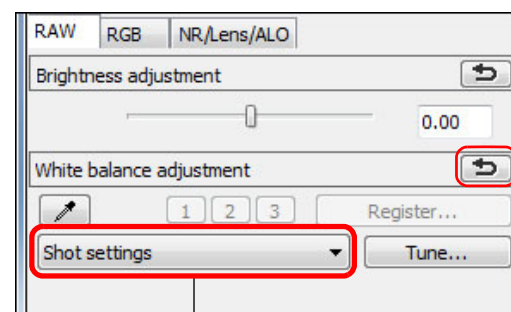 RAW RGB NR/Lens/ALO
Brightness adjustment
0.00
White balance adjustment
1 2 3 Register...
Shot settings Tune...